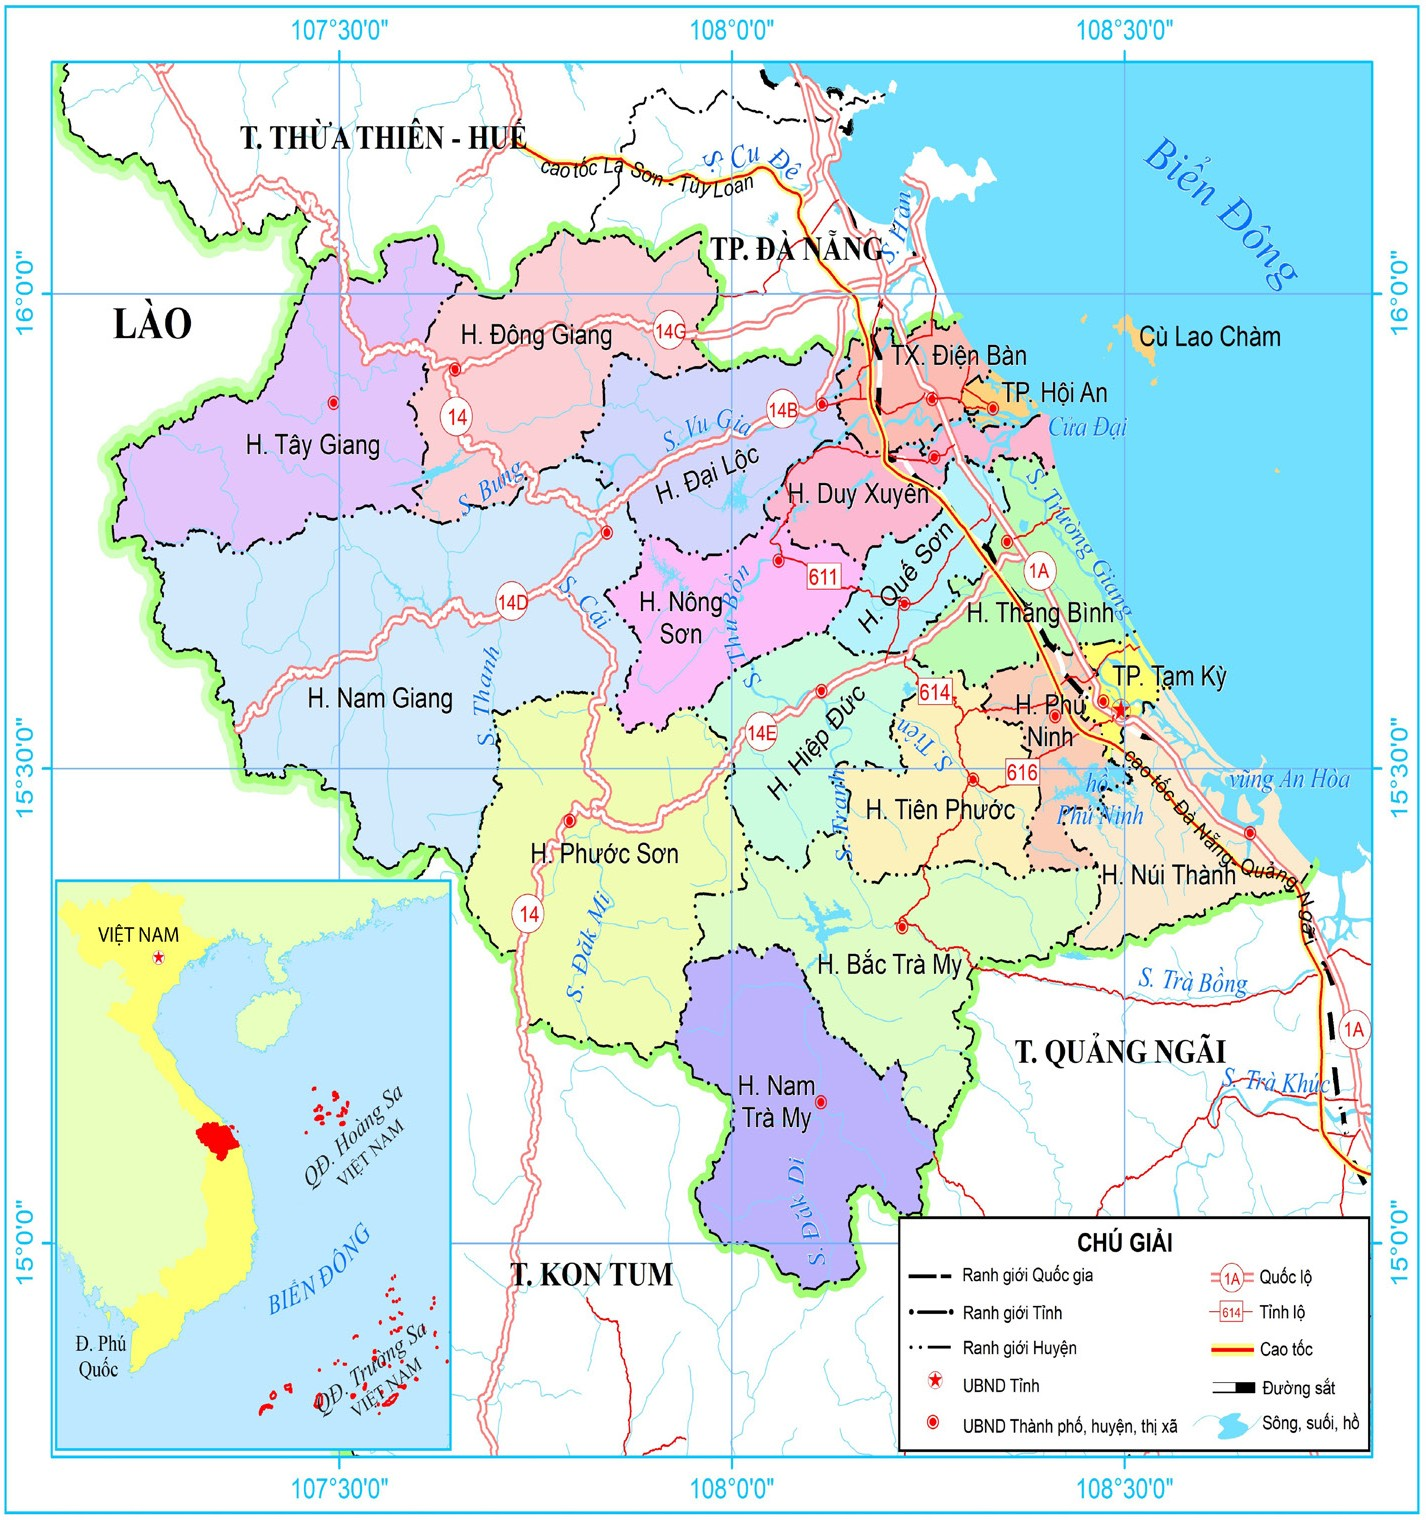 107°30'0"
108°0'0"
108°30'0"
T. THỪA THIÊN - HUẾ
cao tốc La Sơn - Túy Loan
S. Cu Đê
Biển Đông
S. Hàn
TP. ĐÀ NẴNG
16°0'0"
16°0'0"
LÀO
H. Đông Giang
14G
TX. Điện Bàn
Cù Lao Chàm
TP. Hội An
14
14B
S. Vu Gia
Cửa Đại
H. Tây Giang
H. Đại Lộc
S. Bung
H. Duy Xuyên
S. Trường Giang
H. Quế Sơn
1A
611
14D
S. Cái
H. Nông
Sơn
S. Thu Bồn
H. Thăng Bình
H. Nam Giang
S. Thanh
TP. Tam Kỳ
614
H. Phú
Ninh
14E
H. Hiệp Đức
S. Tiên
616
15°30'0"
15°30'0"
cao tốc Đà Nẵng- Quảng Ngãi
vũng An Hòa
hồ
Phú Ninh
H. Tiên Phước
S. Tranh
H. Phước Sơn
H. Núi Thành
14
S. Đăk Mi
H. Bắc Trà My
S. Trà Bồng
1A
T. QUẢNG NGÃI
S. Trà Khúc
H. Nam
Trà My
S. Đăk Di
T. KON TUM
15°0'0"
15°0'0"
VIỆT NAM
QĐ. Hoàng Sa
VIỆT NAM
BIỂN ĐÔNG
Đ. Phú
Quốc
QĐ. Trường Sa
VIỆT NAM
CHÚ GIẢI
Ranh giới Quốc gia
1A
Quốc lộ
Ranh giới Tỉnh
614
Tỉnh lộ
Ranh giới Huyện
Cao tốc
UBND Tỉnh
Đường sắt
UBND Thành phố, huyện, thị xã
Sông, suối, hồ
107°30'0"
108°0'0"
108°30'0"